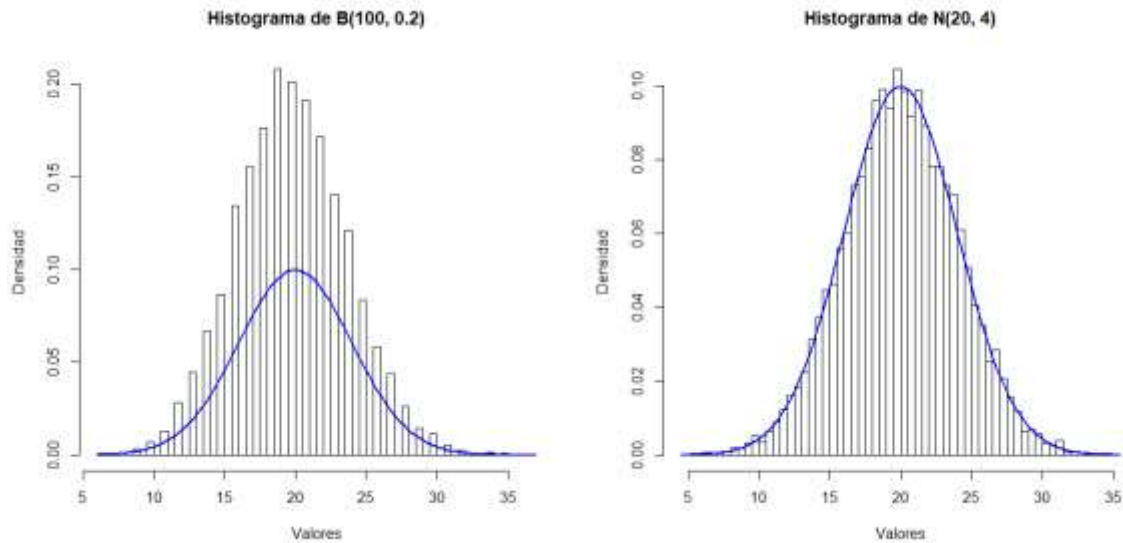 Histograma de B(100, 0.2)
Densidad
0.20
0.15
0.10
0.05
0.00
5 10 15 20 25 30 35
Valores
Histograma de N(20, 4)
Densidad
0.10
0.08
0.06
0.04
0.02
0.00
5 10 15 20 25 30 35
Valores